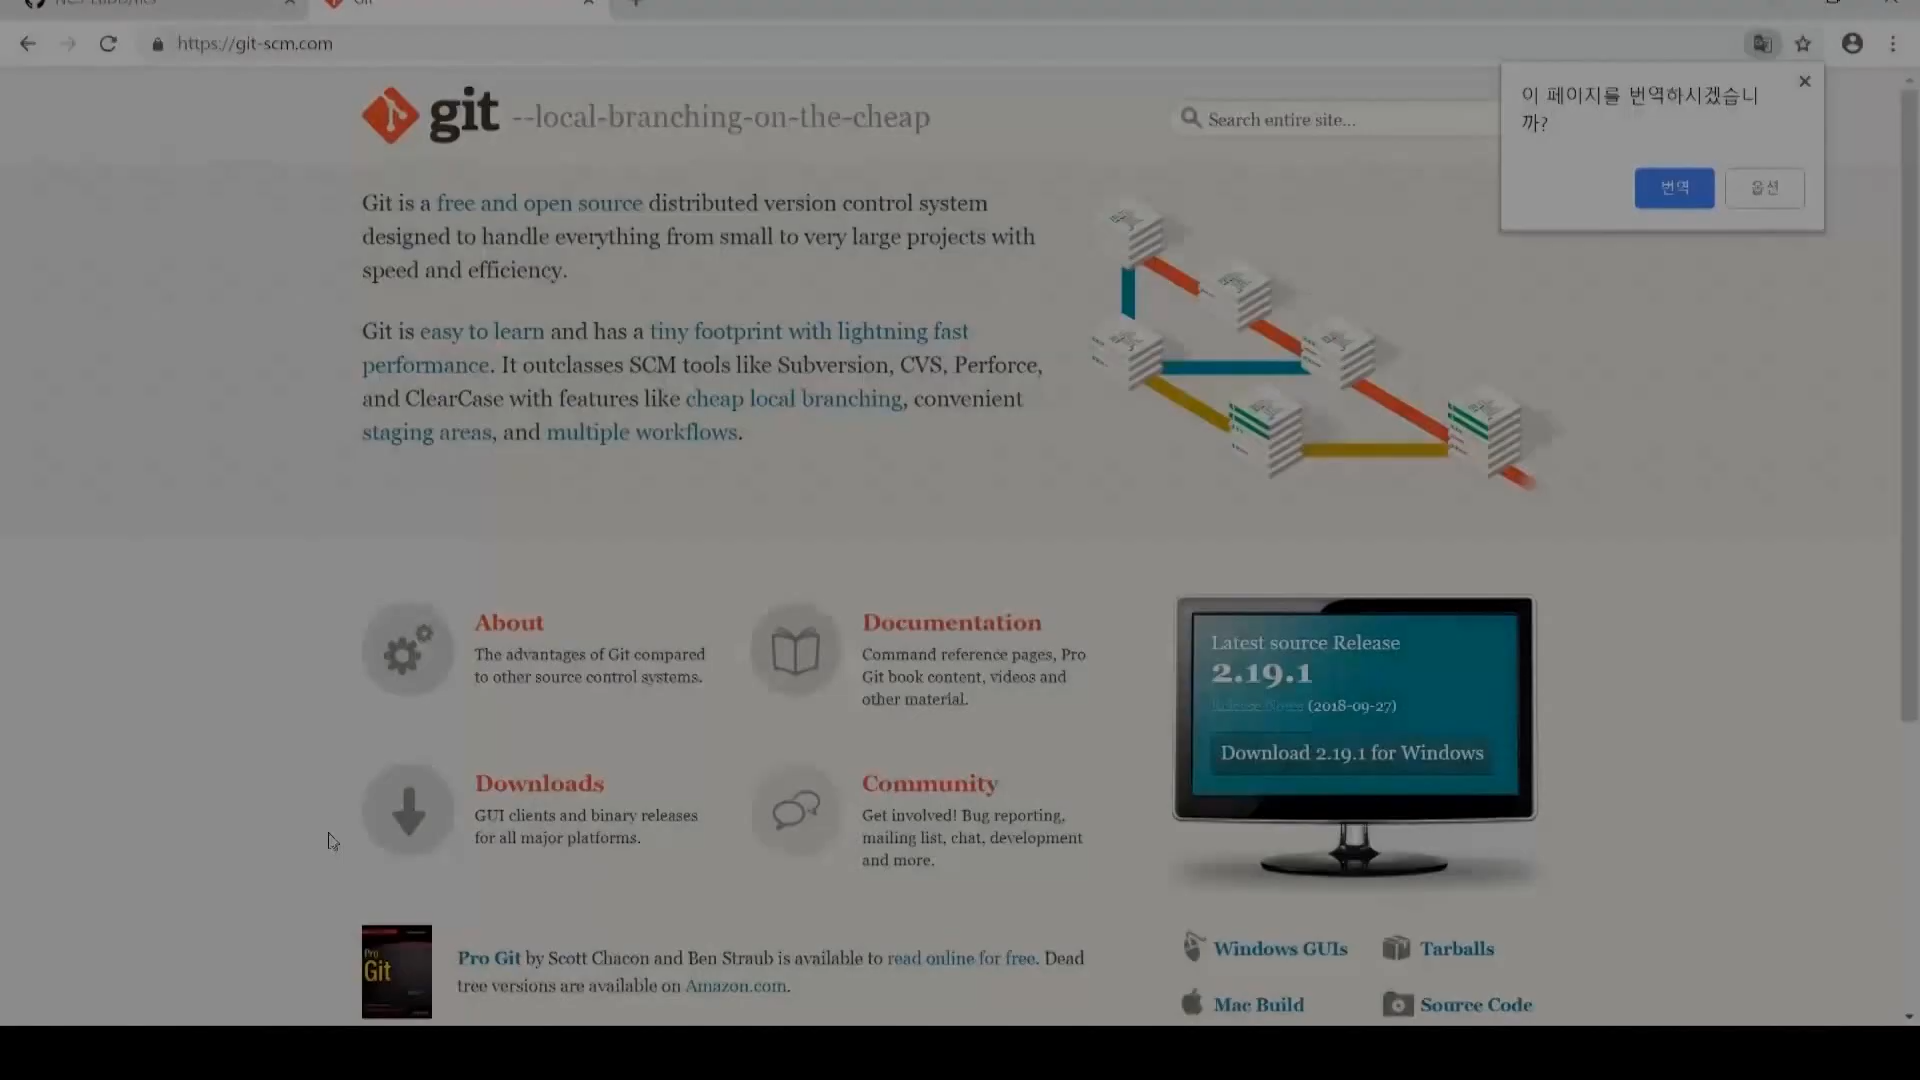 Git
https://git-scm.com
git --local-branching-on-the-cheap
Search entire site...
이 페이지를 번역하시겠습니
까?
번역
옵션
Git is a free and open source distributed version control system
designed to handle everything from small to very large projects with
speed and efficiency.
Git is easy to learn and has a tiny footprint with lightning fast
performance. It outclasses SCM tools like Subversion, CVS, Perforce,
and ClearCase with features like cheap local branching, convenient
staging areas, and multiple workflows.
About
The advantages of Git compared
to other source control systems.
Documentation
Command reference pages, Pro
Git book content, videos and
other material.
Downloads
GUI clients and binary releases
for all major platforms.
Community
Get involved! Bug reporting,
mailing list, chat, development
and more.
Latest source Release
2.19.1
Release Notes (2018-09-27)
Download 2.19.1 for Windows
Pro
Git
Pro Git by Scott Chacon and Ben Straub is available to read online for free. Dead
tree versions are available on Amazon.com.
Windows GUIs
Tarballs
Mac Build
Source Code